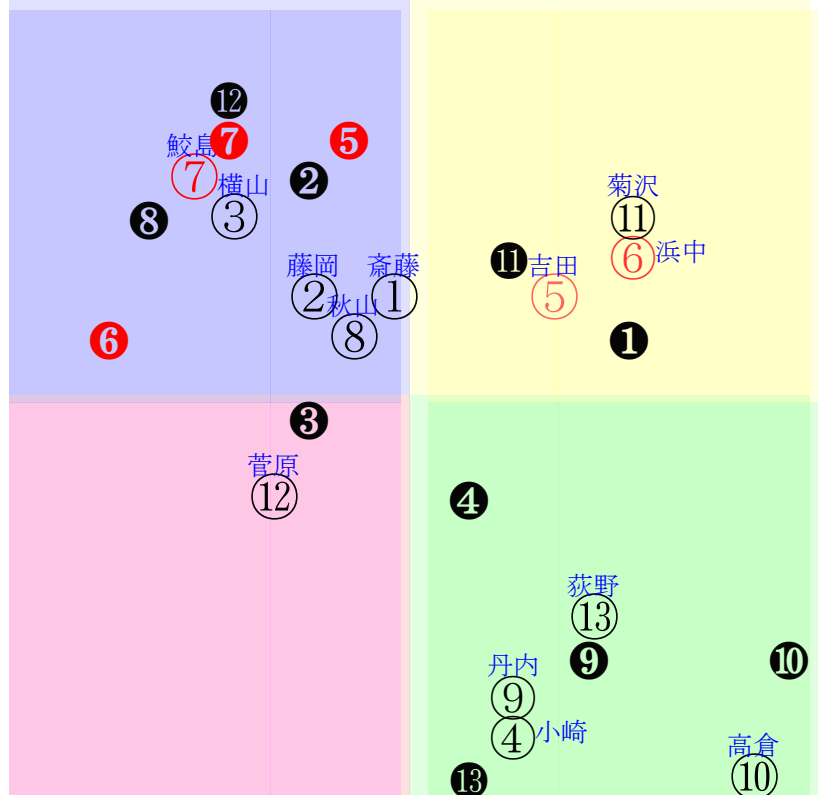 ⓬
❼
❺
鮫島
⑦
❷
横山
③
❽
菊沢
⑪
⓫
吉田
⑥
浜中
藤岡
斎藤
②
秋山
①
⑤
⑧
❻
❶
❸
菅原
⑫
❹
荻野
⑬
丹内
❾
❿
⑨
④
小崎
高倉
⑩
⓭